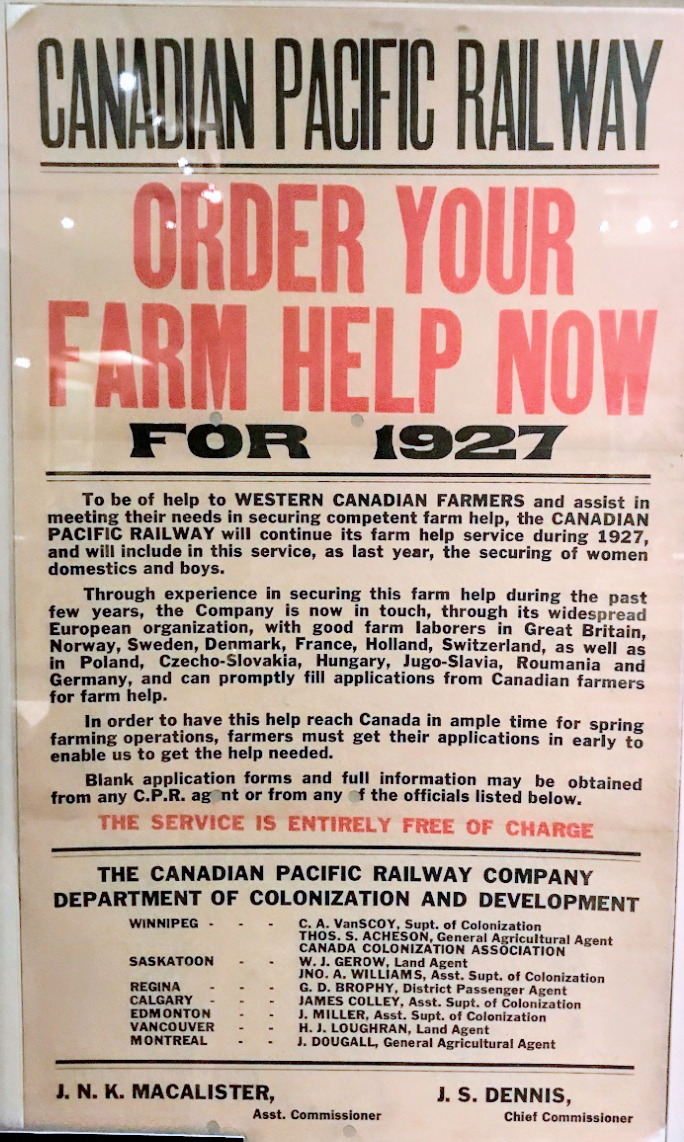 CANADIAN PACIFIC RAILWAY
ORDER YOUR
FARM HELP NOW
FOR 1927
To be of help to WESTERN CANADIAN FARMERS and assist in
meeting their needs in securing competent farm help, the CANADIAN
PACIFIC RAILWAY will continue its farm help service during 1927,
and will include in this service, as last year, the securing of women
domestics and boys.
Through experience in securing this farm help during the past
few years, the Company is now in touch, through its widespread
European organization, with good farm laborers in Great Britain,
Norway, Sweden, Denmark, France, Holland, Switzerland, as well as
in Poland, Czecho-Slovakia, Hungary, Jugo-Slavia, Roumania and
Germany, and can promptly fill applications from Canadian farmers
for farm help.
In order to have this help reach Canada in ample time for spring
farming operations, farmers must get their applications in early to
enable us to get the help needed.
Blank application forms and full information may be obtained
from any C.P.R. agent or from any of the officials listed below.
THE SERVICE IS ENTIRELY FREE OF CHARGE
THE CANADIAN PACIFIC RAILWAY COMPANY
DEPARTMENT OF COLONIZATION AND DEVELOPMENT
WINNIPEG - - - C. A. VanSCOY, Supt. of Colonization
THOS. S. ACHESON, General Agricultural Agent
CANADA COLONIZATION ASSOCIATION
SASKATOON - - W. J. GEROW, Land Agent
JNO. A. WILLIAMS, Asst. Supt. of Colonization
REGINA - - - G. D. BROPHY, District Passenger Agent
CALGARY - - - JAMES COLLEY, Asst. Supt. of Colonization
EDMONTON - - J. MILLER, Asst. Supt. of Colonization
VANCOUVER - - H. J. LOUGHRAN, Land Agent
MONTREAL - - J. DOUGALL, General Agricultural Agent
J. N. K. MACALISTER, J. S. DENNIS,
Asst. Commissioner Chief Commissioner